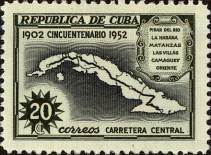 REPUBLICA DE CUBA
1902 CINCUENTENARIO 1952
PINAR DEL RIO
LA HABANA
MATANZAS
LAS VILLAS
CAMAGUEY
ORIENTE
20
¢
CORREOS CARRETERA CENTRAL